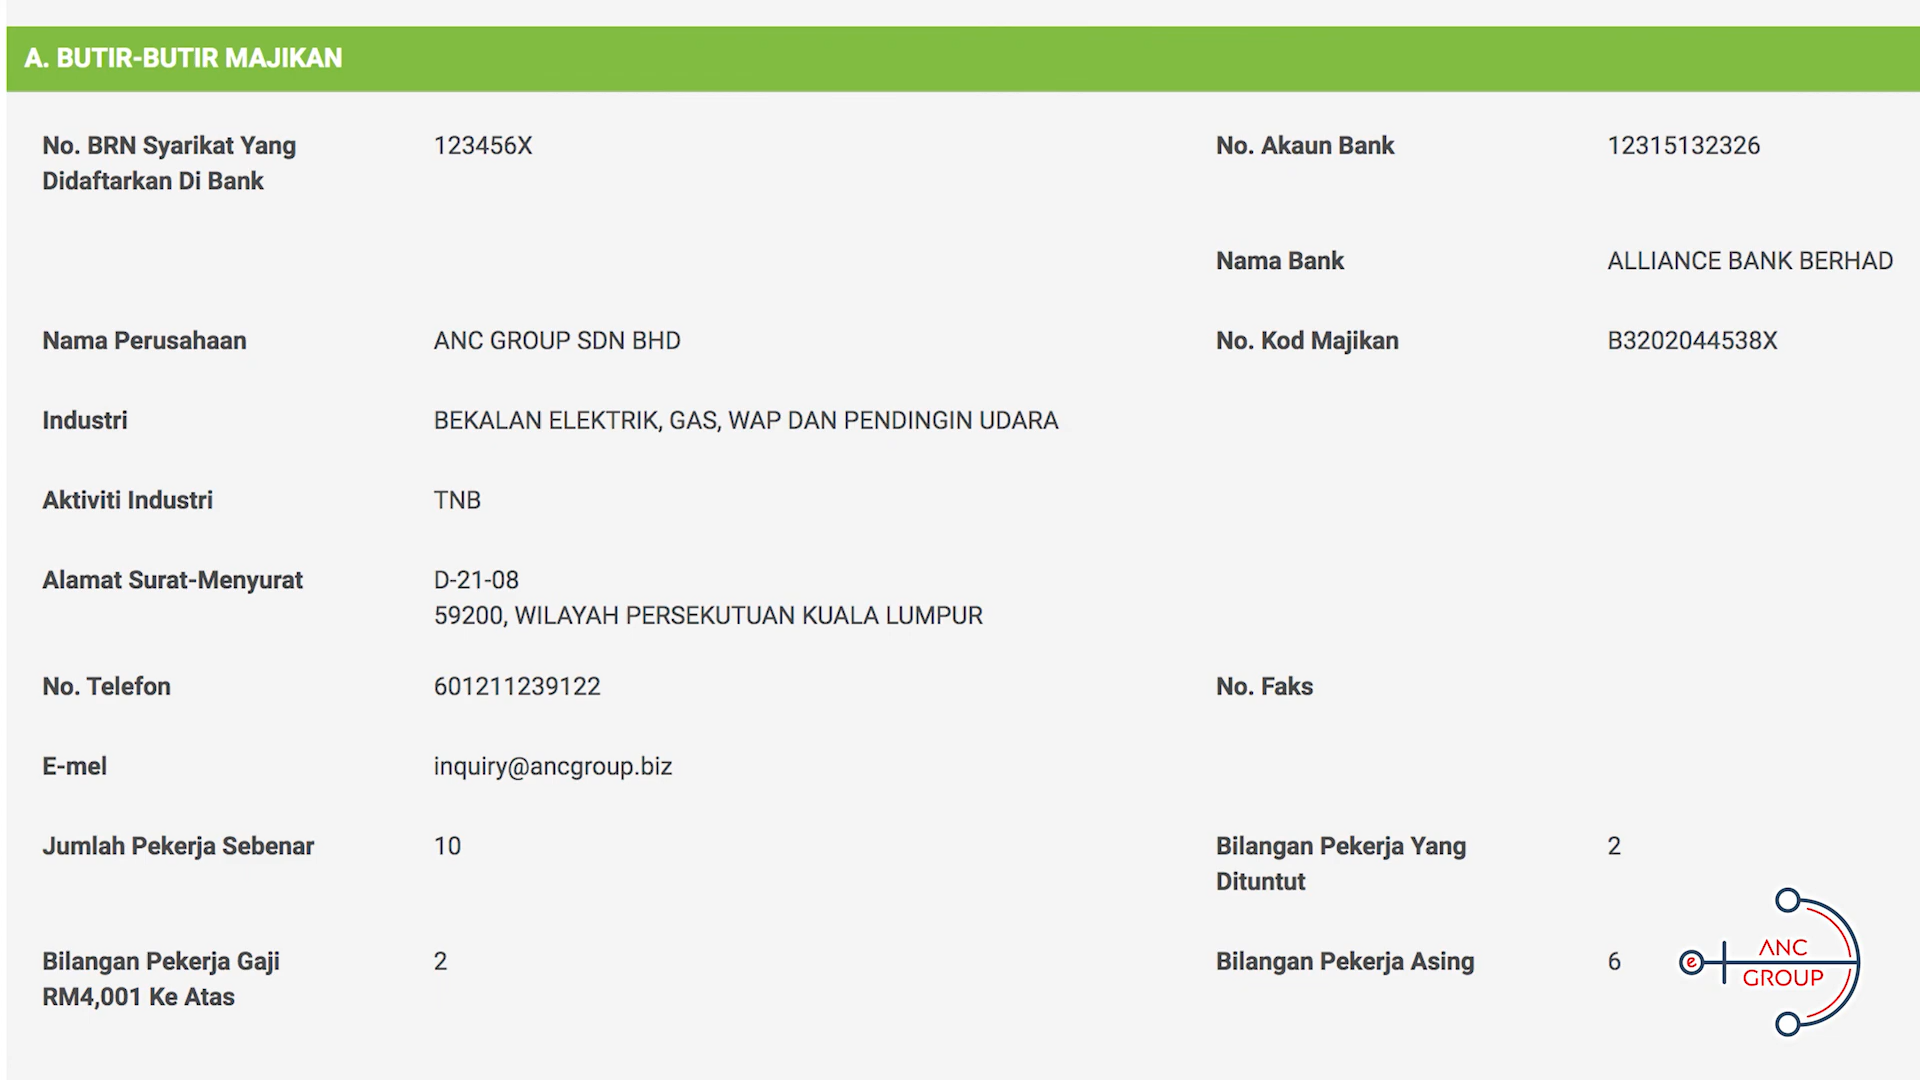 A. BUTIR-BUTIR MAJIKAN
No. BRN Syarikat Yang
Didaftarkan Di Bank
123456X
No. Akaun Bank
12315132326
Nama Bank
ALLIANCE BANK BERHAD
Nama Perusahaan
ANC GROUP SDN BHD
No. Kod Majikan
B3202044538X
Industri
BEKALAN ELEKTRIK, GAS, WAP DAN PENDINGIN UDARA
Aktiviti Industri
TNB
Alamat Surat-Menyurat
D-21-08
59200, WILAYAH PERSEKUTUAN KUALA LUMPUR
No. Telefon
601211239122
No. Faks
E-mel
inquiry@ancgroup.biz
Jumlah Pekerja Sebenar
10
Bilangan Pekerja Yang
Dituntut
2
Bilangan Pekerja Gaji
RM4,001 Ke Atas
2
Bilangan Pekerja Asing
6
e
ANC
GROUP